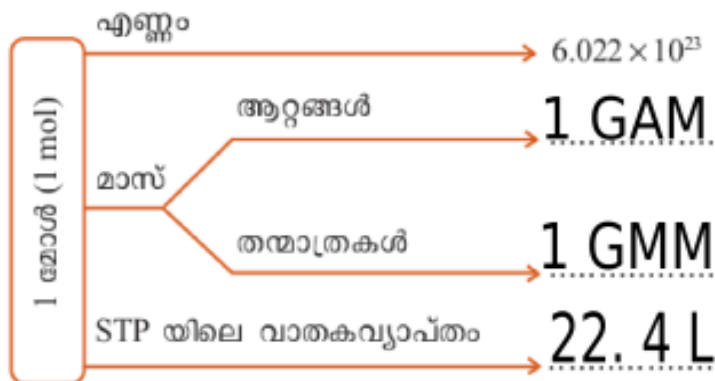 എണ്ണം
6.022 × 10²³
ആറ്റങ്ങൾ
1 GAM
1 മോൾ (1 mol)
മാസ്
തന്മാത്രകൾ
1 GMM
STP യിലെ വാതകവ്യാപ്തം
22. 4 L